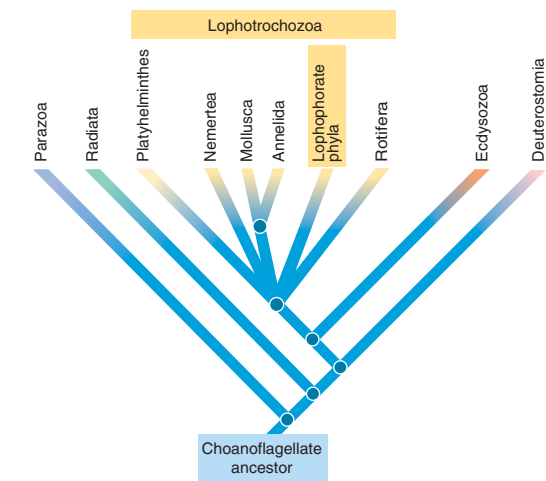 Lophotrochozoa
Parazoa
Radiata
Platyhelminthes
Nemertea
Mollusca
Annelida
Lophophorate
phyla
Rotifera
Ecdysozoa
Deuterostomia
Choanoflagellate
ancestor